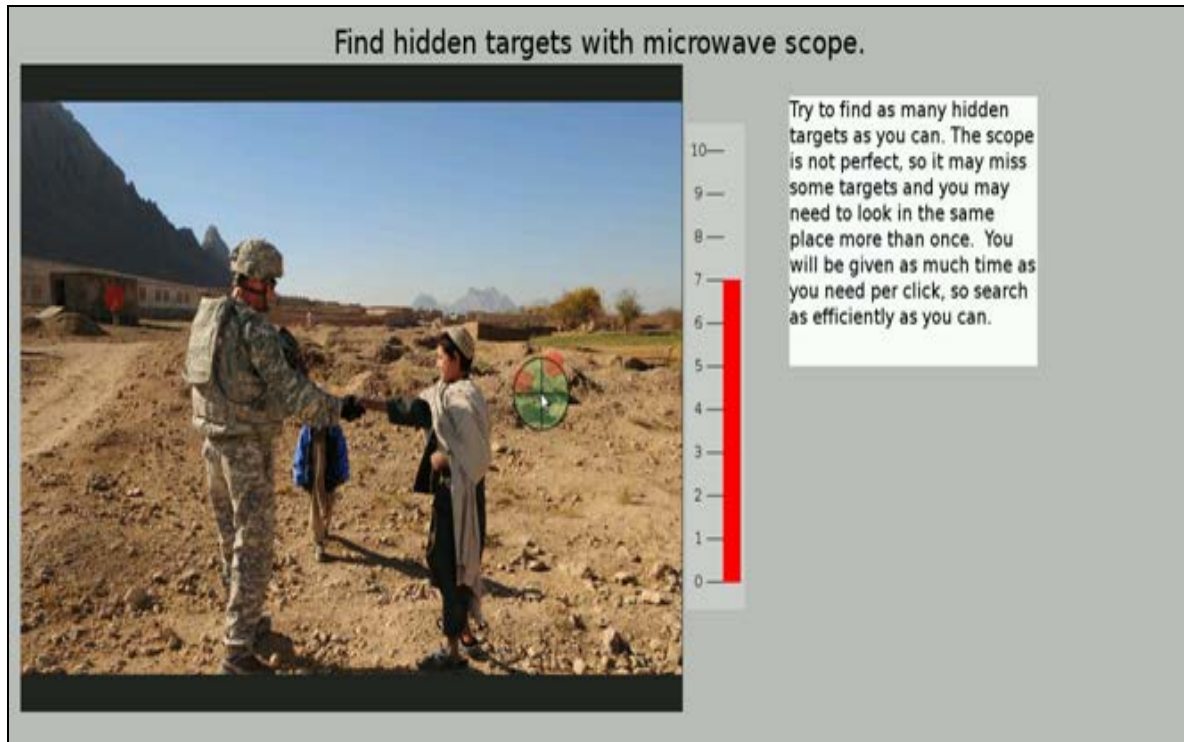 Find hidden targets with microwave scope.
Try to find as many hidden
targets as you can. The scope
is not perfect, so it may miss
some targets and you may
need to look in the same
place more than once.  You
will be given as much time as
you need per click, so search
as efficiently as you can.
10
9
8
7
6
5
4
3
2
1
0